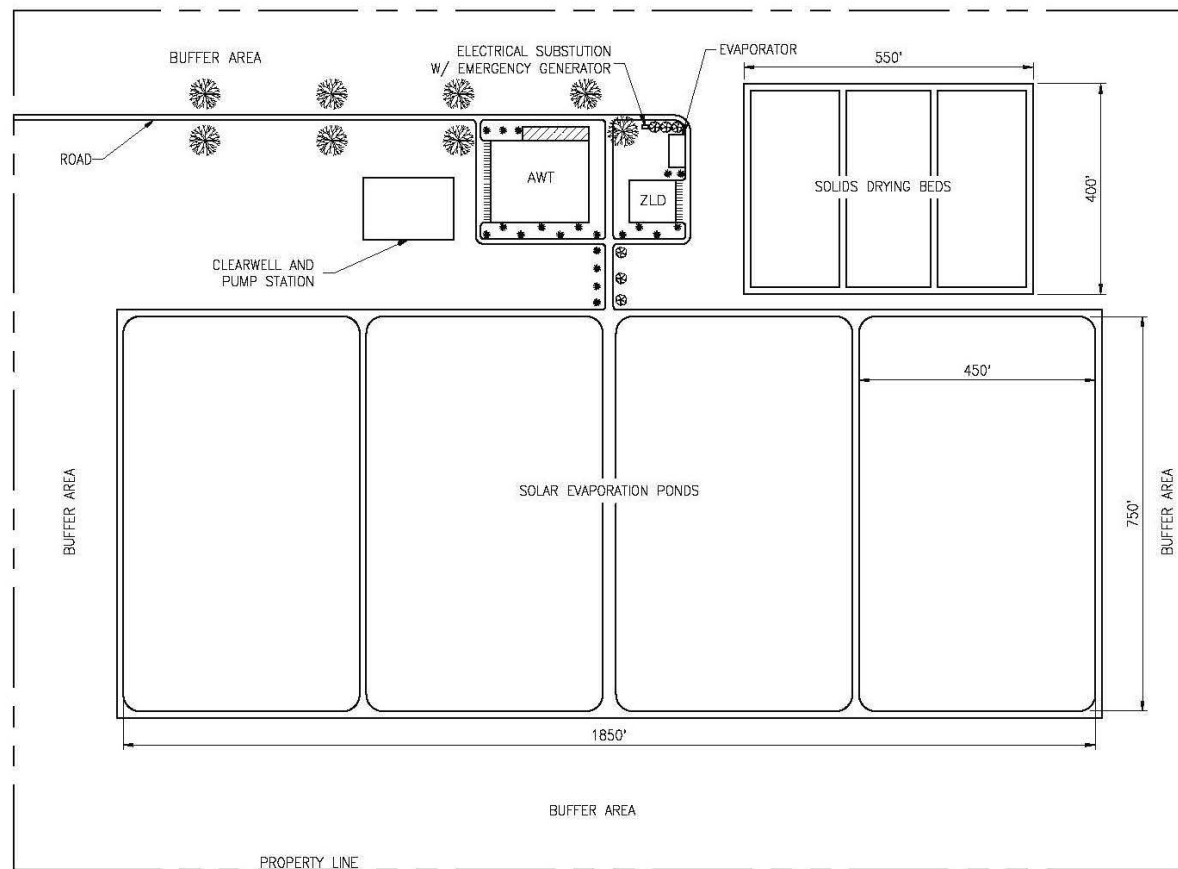 BUFFER AREA
ELECTRICAL SUBSTUTION
W/ EMERGENCY GENERATOR
EVAPORATOR
550'
ROAD
AWT
ZLD
SOLIDS DRYING BEDS
400'
CLEARWELL AND
PUMP STATION
450'
BUFFER AREA
SOLAR EVAPORATION PONDS
750'
BUFFER AREA
1850'
BUFFER AREA
PROPERTY LINE